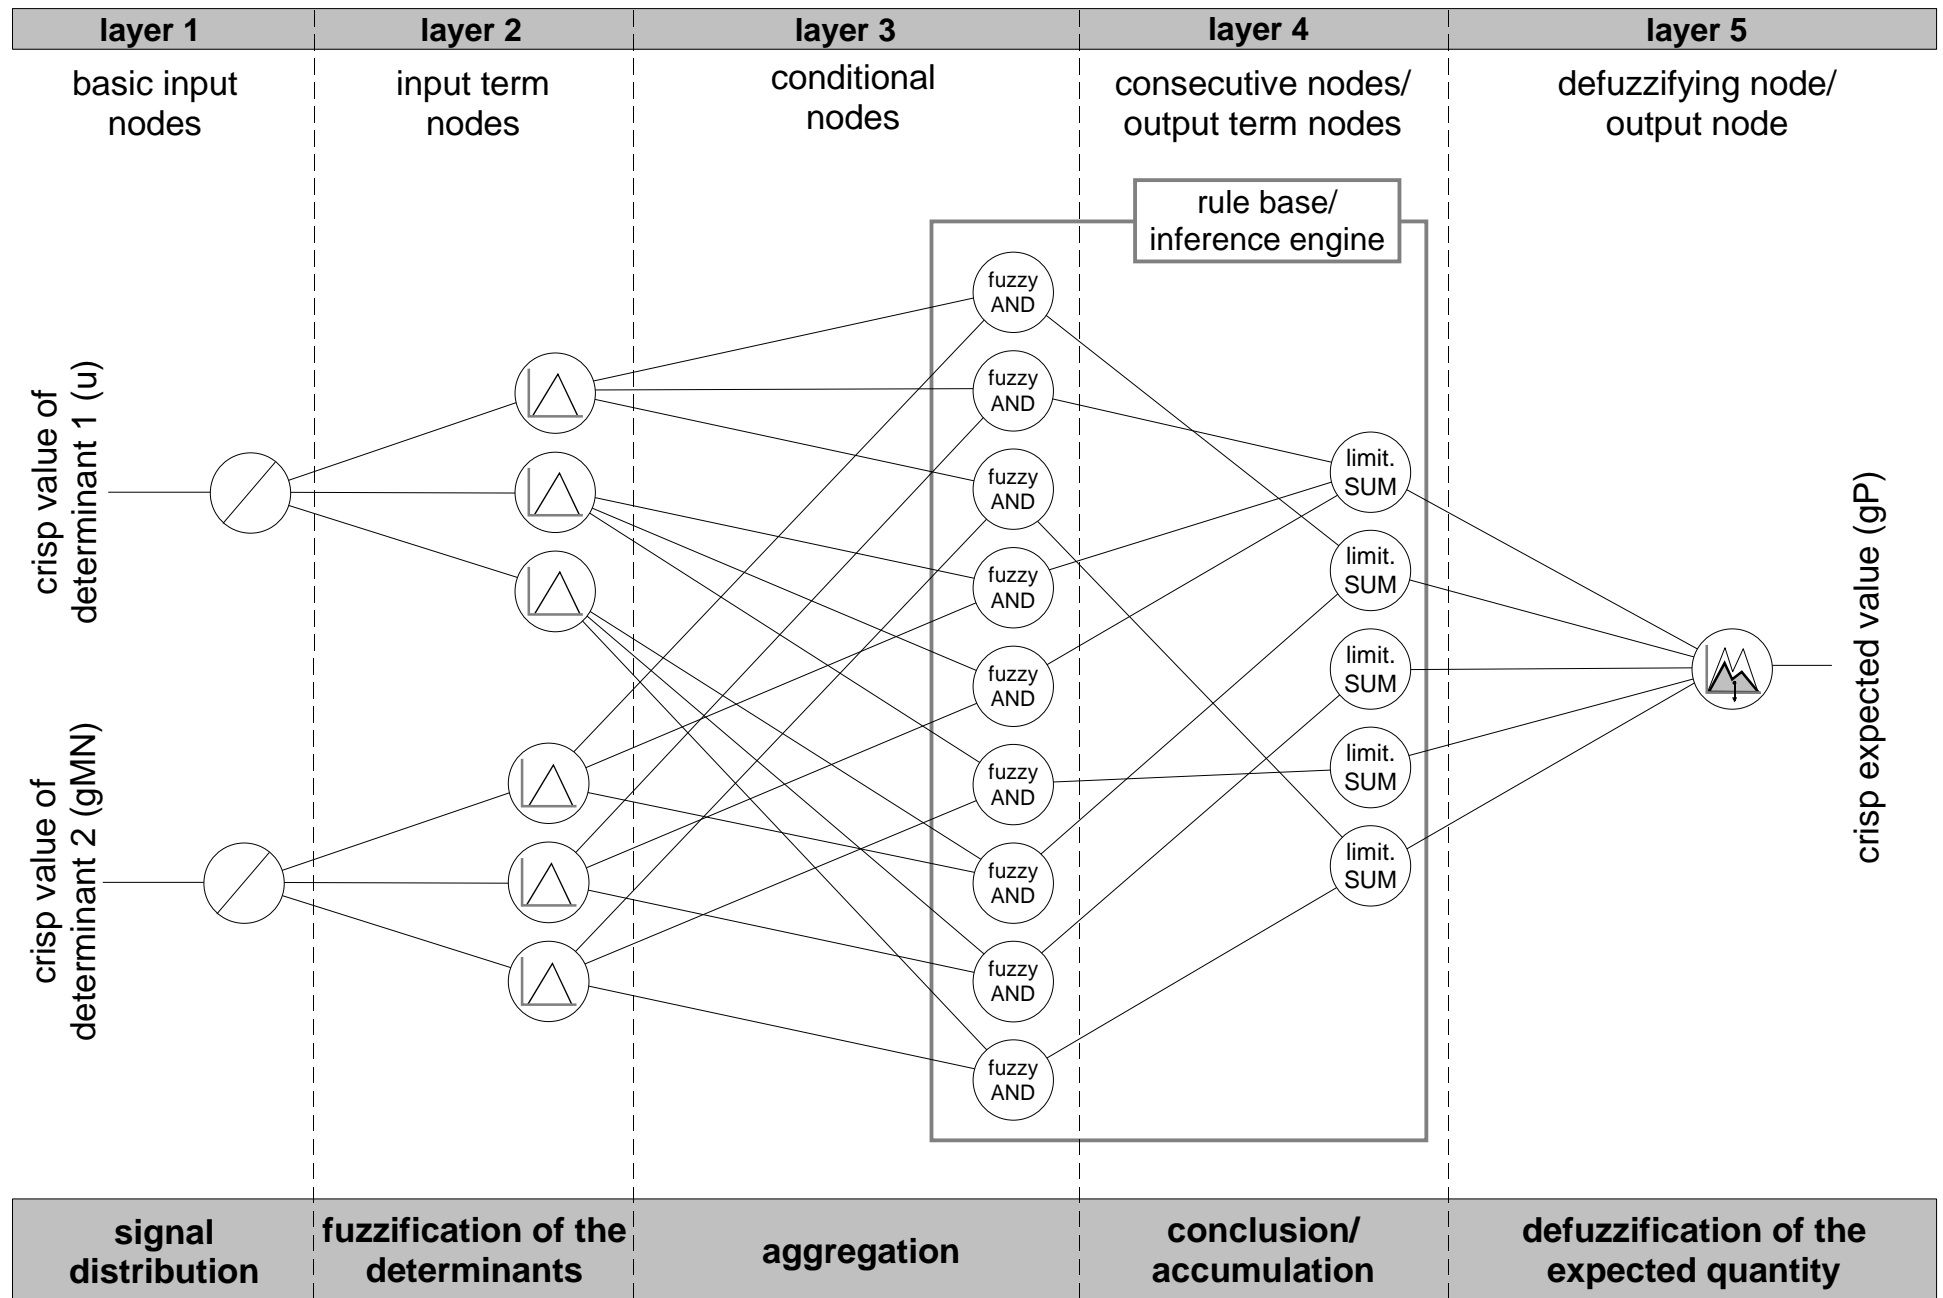 layer 1
layer 2
layer 3
layer 4
layer 5
basic input
nodes
input term
nodes
conditional
nodes
consecutive nodes/
output term nodes
defuzzifying node/
output node
rule base/
inference engine
crisp value of
determinant 1 (u)
crisp value of
determinant 2 (gMN)
fuzzy
AND
fuzzy
AND
fuzzy
AND
fuzzy
AND
fuzzy
AND
fuzzy
AND
fuzzy
AND
fuzzy
AND
fuzzy
AND
limit.
SUM
limit.
SUM
limit.
SUM
limit.
SUM
limit.
SUM
crisp expected value (gP)
signal
distribution
fuzzification of the
determinants
aggregation
conclusion/
accumulation
defuzzification of the
expected quantity